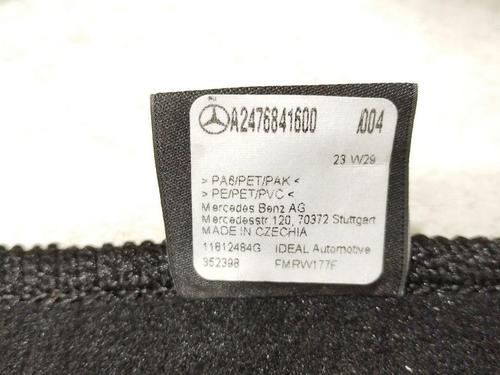 A2476841600 /004
23 W29
> PA6/PET/PAK <
> PE/PET/PVC <
Mercedes Benz AG
Mercedesstr 120, 70372 Stuttgart
MADE IN CZECHIA
11812484G IDEAL Automotive
352398 FMRW177F